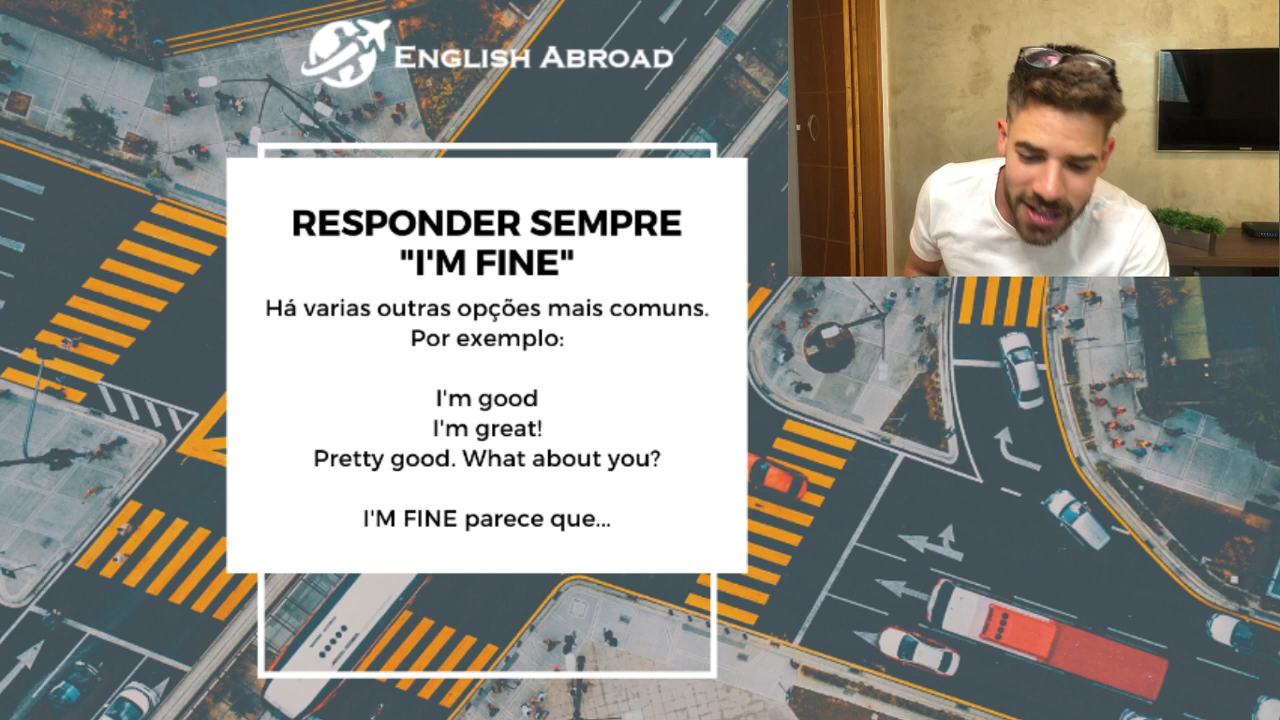 ENGLISH ABROAD
RESPONDER SEMPRE
"I'M FINE"
Há varias outras opções mais comuns.
Por exemplo:
I'm good
I'm great!
Pretty good. What about you?
I'M FINE parece que...